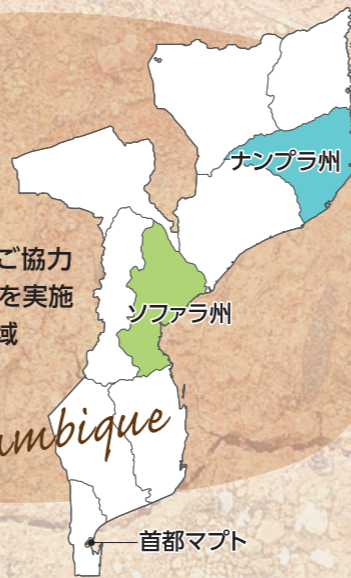 ナンプラ州
ご協力
を実施
域
ソファラ州
ambique
首都マプト